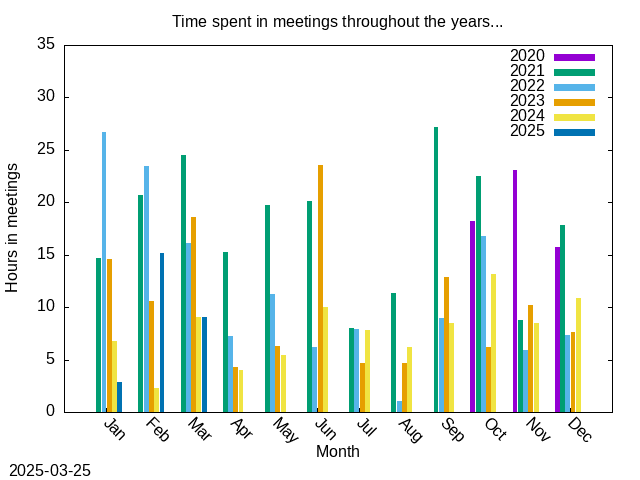 Time spent in meetings throughout the years...
Hours in meetings
35
30
25
20
15
10
5
0
2020
2021
2022
2023
2024
2025
Jan
Feb
Mar
Apr
May
Jun
Jul
Aug
Sep
Oct
Nov
Dec
Month
2025-03-25